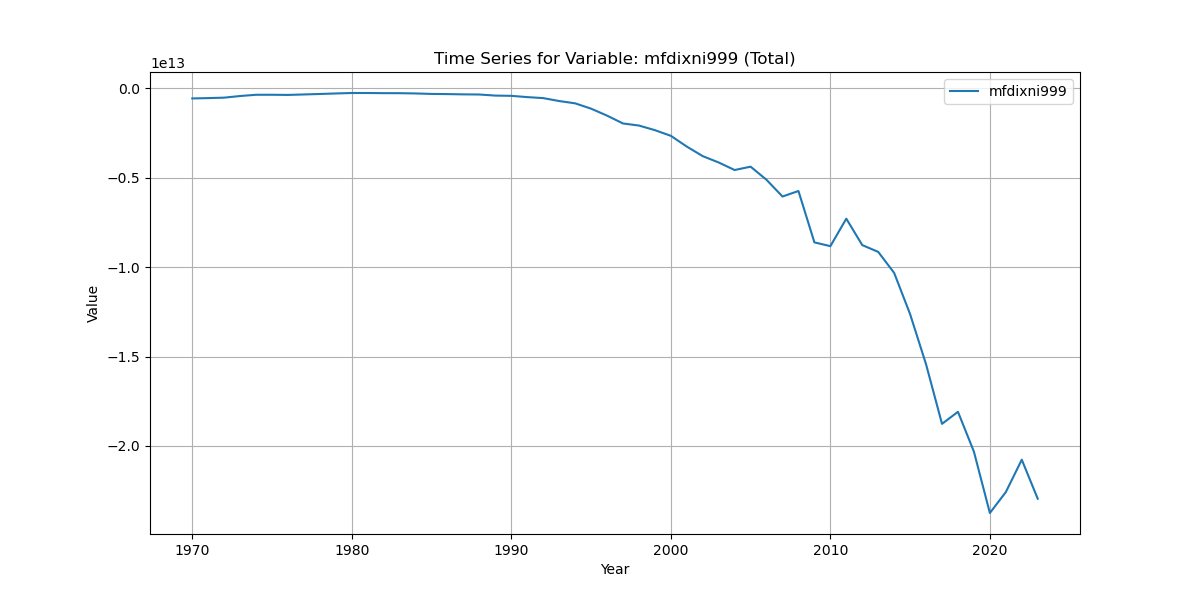 Time Series for Variable: mfdixni999 (Total)
1e13
mfdixni999
0.0
−0.5
−1.0
−1.5
−2.0
Value
1970 1980 1990 2000 2010 2020
Year